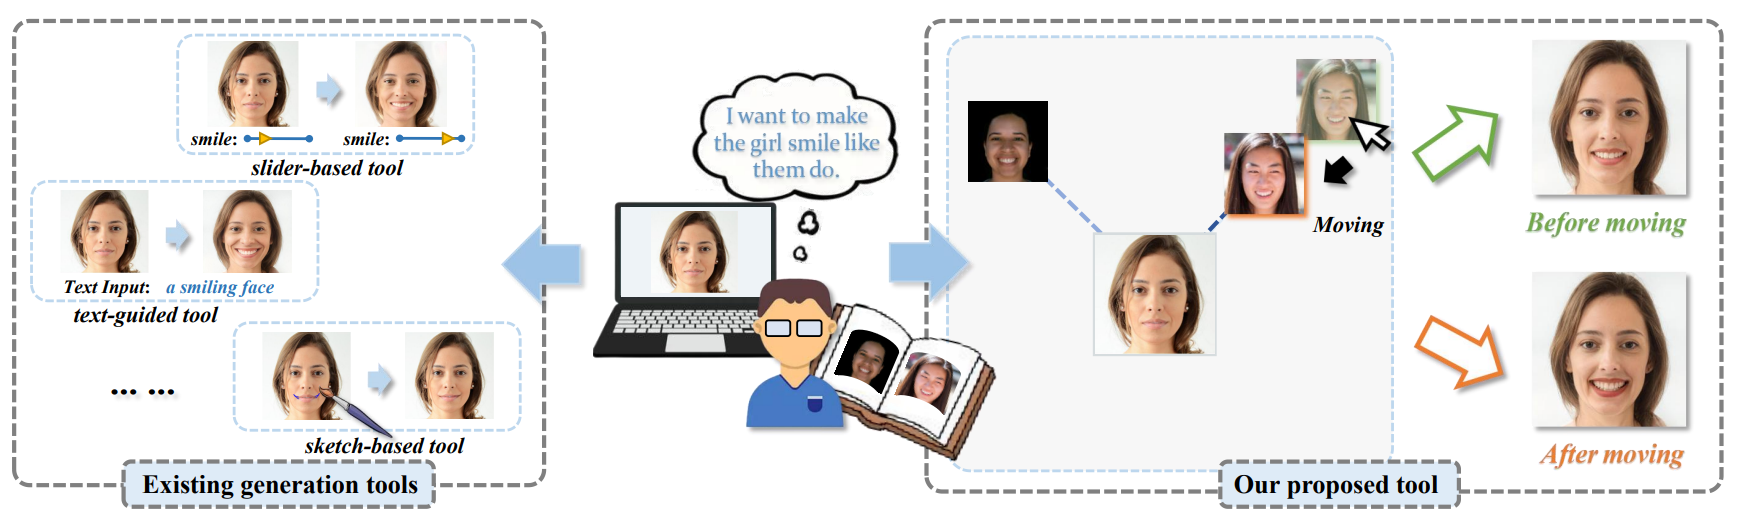 smile:
smile:
slider-based tool
Text Input: a smiling face
text-guided tool
... ...
sketch-based tool
Existing generation tools
I want to make
the girl smile like
them do.
Moving
Before moving
After moving
Our proposed tool